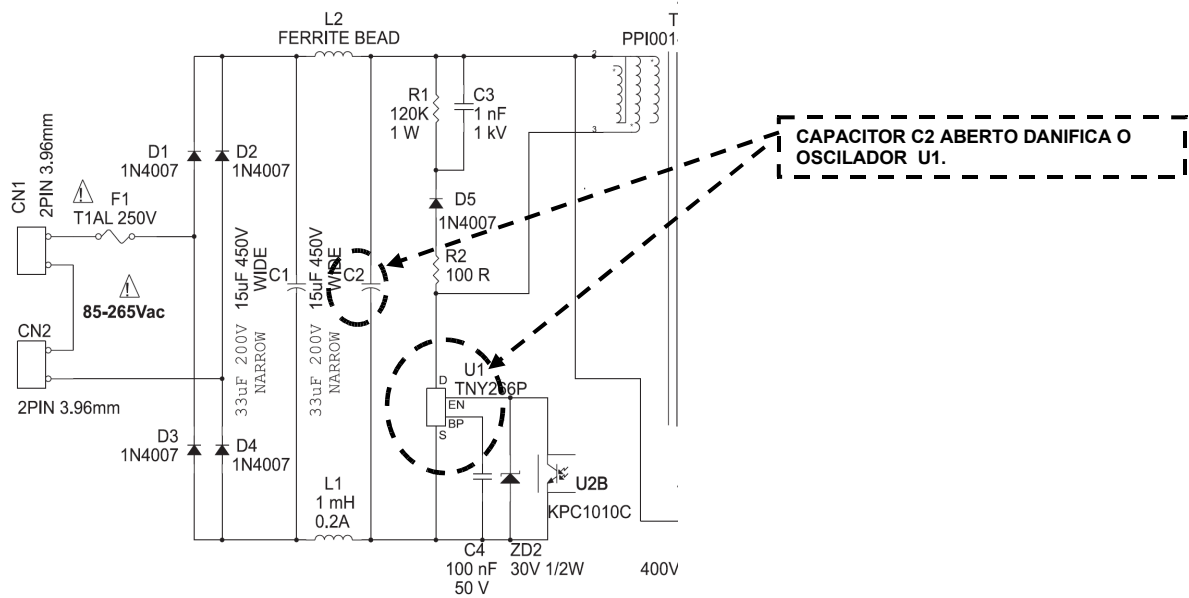 L2
FERRITE BEAD
T
PPI001
2
3
R1
120K
1 W
C3
1 nF
1 kV
CAPACITOR C2 ABERTO DANIFICA O
OSCILADOR U1.
D1
1N4007
D2
1N4007
CN1
2PIN 3.96mm
F1
T1AL 250V
D5
1N4007
R2
100 R
15uF 450V
WIDE
C1
15uF 450V
WIDE
C2
85-265Vac
33uF 200V
NARROW
33uF 200V
NARROW
CN2
2PIN 3.96mm
U1
TNY266P
D
EN
BP
S
D3
1N4007
D4
1N4007
L1
1 mH
0.2A
U2B
KPC1010C
C4
100 nF
50 V
ZD2
30V 1/2W
400V